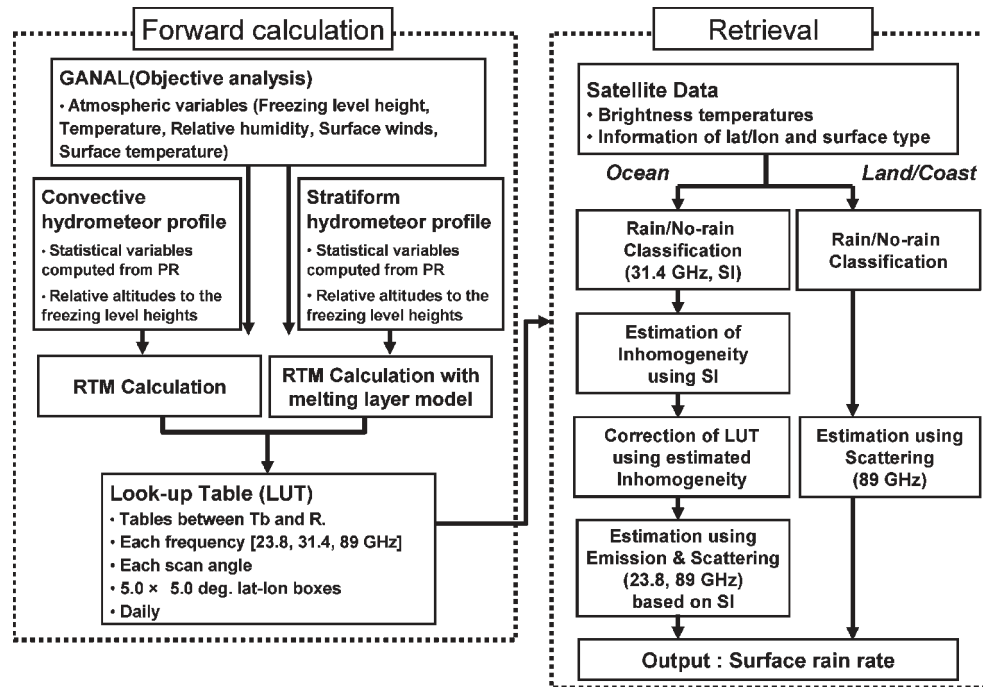 Forward calculation
GANAL(Objective analysis)
· Atmospheric variables (Freezing level height,
Temperature, Relative humidity, Surface winds,
Surface temperature)
Convective
hydrometeor profile
· Statistical variables
computed from PR
· Relative altitudes to the
freezing level heights
Stratiform
hydrometeor profile
· Statistical variables
computed from PR
· Relative altitudes to the
freezing level heights
RTM Calculation
RTM Calculation with
melting layer model
Look-up Table (LUT)
· Tables between Tb and R.
· Each frequency [23.8, 31.4, 89 GHz]
· Each scan angle
· 5.0 × 5.0 deg. lat-lon boxes
· Daily
Retrieval
Satellite Data
• Brightness temperatures
• Information of lat/lon and surface type
Ocean
Land/Coast
Rain/No-rain
Classification
(31.4 GHz, SI)
Estimation of
Inhomogeneity
using SI
Correction of LUT
using estimated
Inhomogeneity
Estimation using
Emission & Scattering
(23.8, 89 GHz)
based on SI
Rain/No-rain
Classification
Estimation using
Scattering
(89 GHz)
Output : Surface rain rate